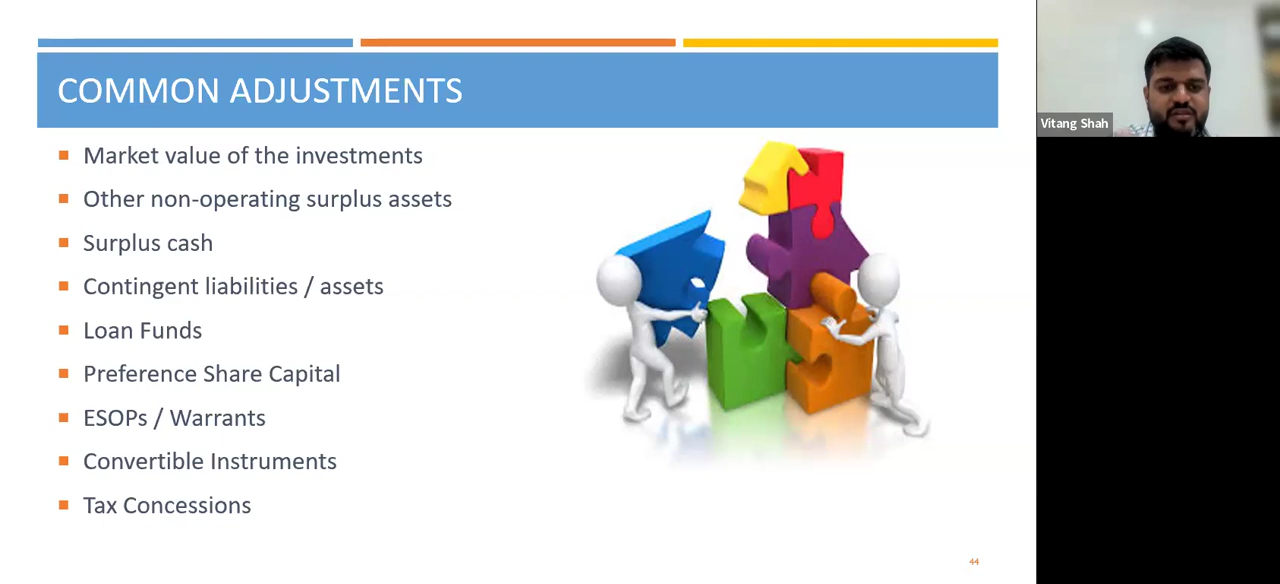 COMMON ADJUSTMENTS
Market value of the investments
Other non-operating surplus assets
Surplus cash
Contingent liabilities / assets
Loan Funds
Preference Share Capital
ESOPs / Warrants
Convertible Instruments
Tax Concessions
44
Vitang Shah